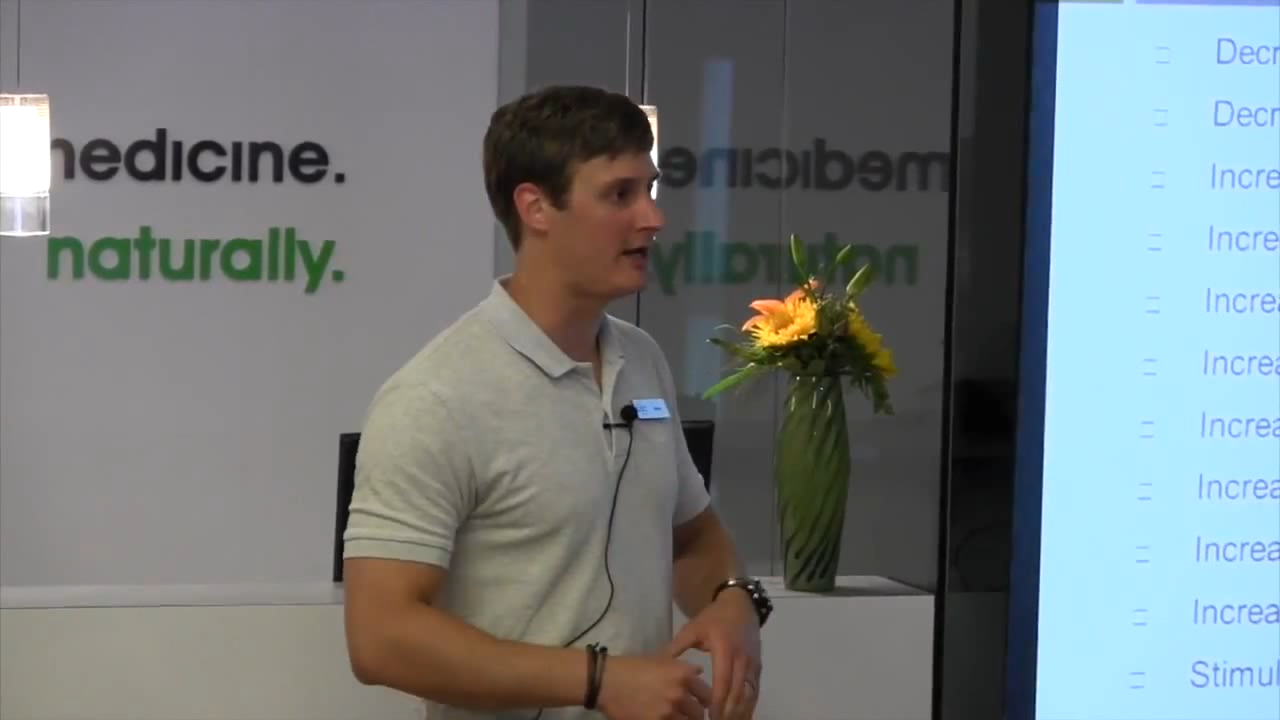 medicine.
naturally.
medicine.
naturally
Decr
Decr
Incre
Incre
Increa
Increa
Increa
Increa
Increa
Increa
Stimul